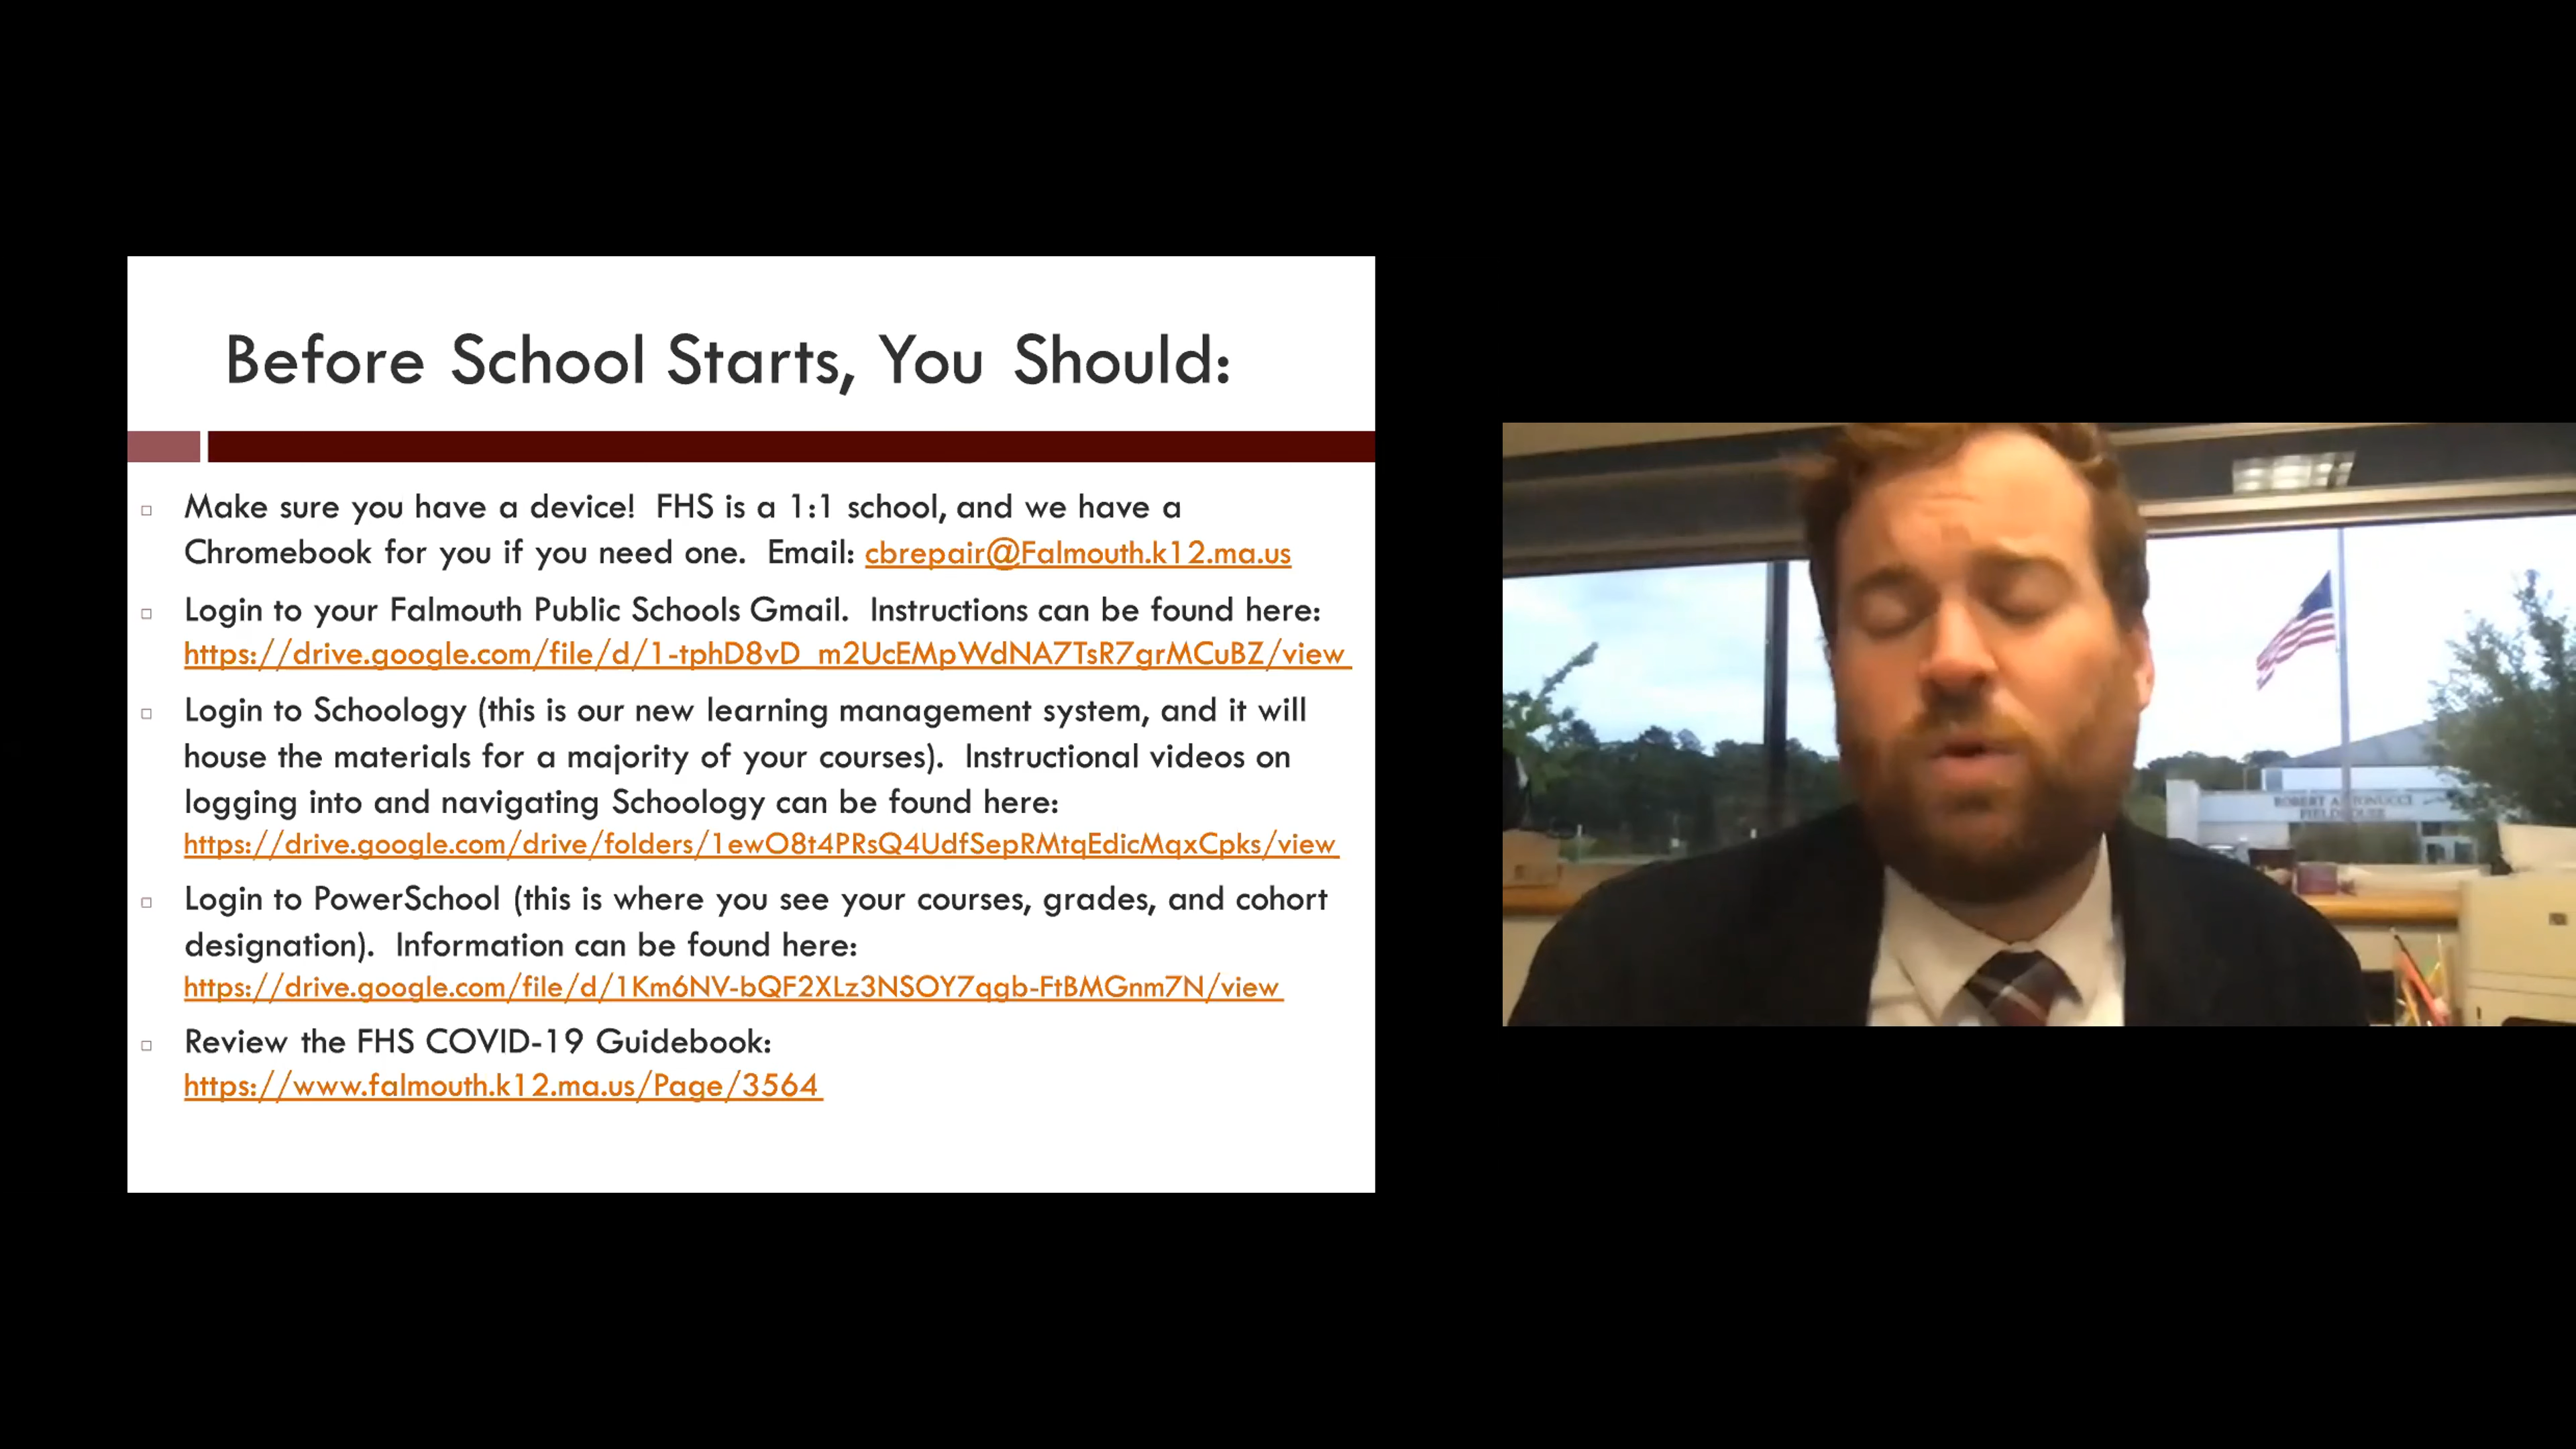 Before School Starts, You Should:
Make sure you have a device!  FHS is a 1:1 school, and we have a
Chromebook for you if you need one.  Email: cbrepair@Falmouth.k12.ma.us
Login to your Falmouth Public Schools Gmail.  Instructions can be found here:
https://drive.google.com/file/d/1-tphD8vD_m2UcEMpWdNA7TsR7grMCuBZ/view
Login to Schoology (this is our new learning management system, and it will
house the materials for a majority of your courses).  Instructional videos on
logging into and navigating Schoology can be found here:
https://drive.google.com/drive/folders/1ewO8t4PRsQ4UdfSepRMtqEdicMqxCpks/view
Login to PowerSchool (this is where you see your courses, grades, and cohort
designation).  Information can be found here:
https://drive.google.com/file/d/1Km6NV-bQF2XLz3NSOY7qgb-FtBMGnm7N/view
Review the FHS COVID-19 Guidebook:
https://www.falmouth.k12.ma.us/Page/3564
ROBERT ANTONUCCI
FIELDHOUSE